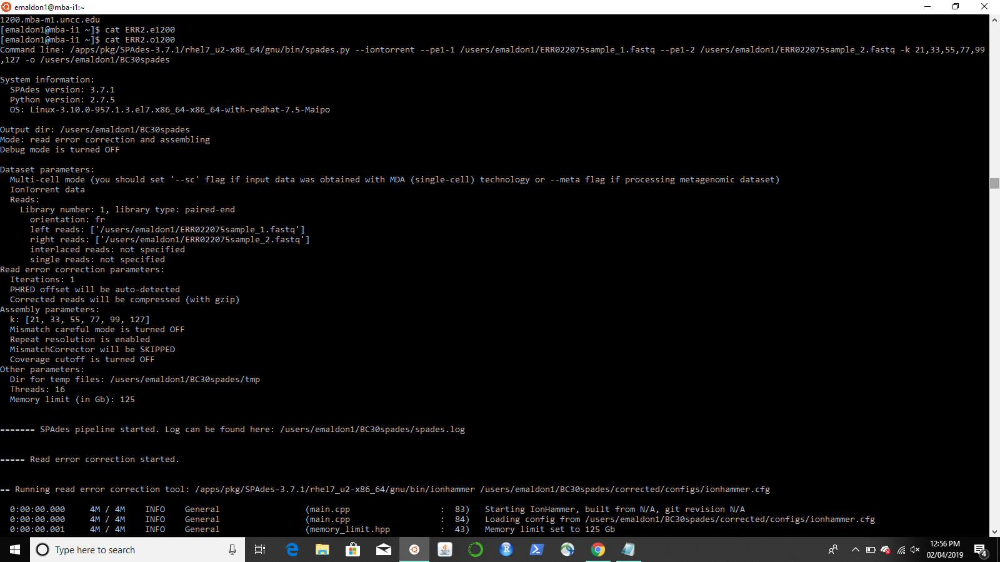 emaldon1@mba-i1:~
1200.mba-m1.uncc.edu
[emaldon1@mba-i1 ~]$ cat ERR2.e1200
[emaldon1@mba-i1 ~]$ cat ERR2.o1200
Command line: /apps/pkg/SPAdes-3.7.1/rhel7_u2-x86_64/gnu/bin/spades.py --iontorrent --pe1-1 /users/emaldon1/ERR022075sample_1.fastq --pe1-2 /users/emaldon1/ERR022075sample_2.fastq -k 21,33,55,77,99
,127 -o /users/emaldon1/BC30spades
System information:
SPAdes version: 3.7.1
Python version: 2.7.5
OS: Linux-3.10.0-957.1.3.el7.x86_64-x86_64-with-redhat-7.5-Maipo
Output dir: /users/emaldon1/BC30spades
Mode: read error correction and assembling
Debug mode is turned OFF
Dataset parameters:
Multi-cell mode (you should set '--sc' flag if input data was obtained with MDA (single-cell) technology or --meta flag if processing metagenomic dataset)
IonTorrent data
Reads:
Library number: 1, library type: paired-end
orientation: fr
left reads: ['/users/emaldon1/ERR022075sample_1.fastq']
right reads: ['/users/emaldon1/ERR022075sample_2.fastq']
interlaced reads: not specified
single reads: not specified
Read error correction parameters:
Iterations: 1
PHRED offset will be auto-detected
Corrected reads will be compressed (with gzip)
Assembly parameters:
k: [21, 33, 55, 77, 99, 127]
Mismatch careful mode is turned OFF
Repeat resolution is enabled
MismatchCorrector will be SKIPPED
Coverage cutoff is turned OFF
Other parameters:
Dir for temp files: /users/emaldon1/BC30spades/tmp
Threads: 16
Memory limit (in Gb): 125
======= SPAdes pipeline started. Log can be found here: /users/emaldon1/BC30spades/spades.log
===== Read error correction started.
== Running read error correction tool: /apps/pkg/SPAdes-3.7.1/rhel7_u2-x86_64/gnu/bin/ionhammer /users/emaldon1/BC30spades/corrected/configs/ionhammer.cfg
0:00:00.000 4M / 4M INFO General (main.cpp : 83) Starting IonHammer, built from N/A, git revision N/A
0:00:00.000 4M / 4M INFO General (main.cpp : 84) Loading config from /users/emaldon1/BC30spades/corrected/configs/ionhammer.cfg
0:00:00.001 4M / 4M INFO General (memory_limit.hpp : 43) Memory limit set to 125 Gb
Type here to search
12:56 PM
02/04/2019
4